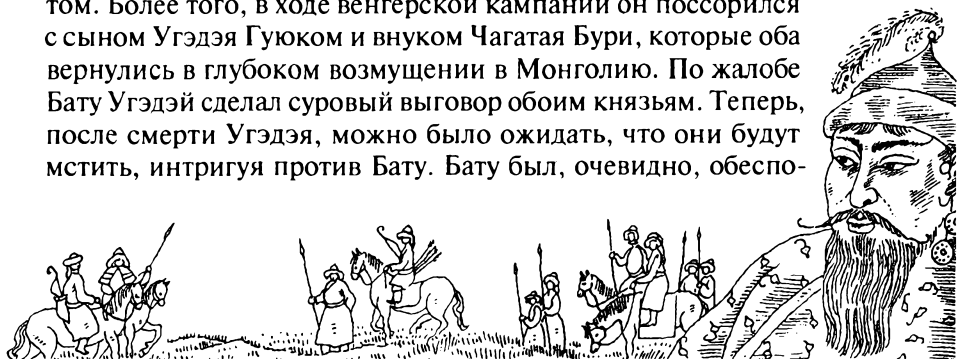 том. Более того, в ходе венгерской кампании он поссорился
с сыном Угэдэя Гуюком и внуком Чагатая Бури, которые оба
вернулись в глубоком возмущении в Монголию. По жалобе
Бату Угэдэй сделал суровый выговор обоим князьям. Теперь,
после смерти Угэдэя, можно было ожидать, что они будут
мстить, интригуя против Бату. Бату был, очевидно, обеспо-